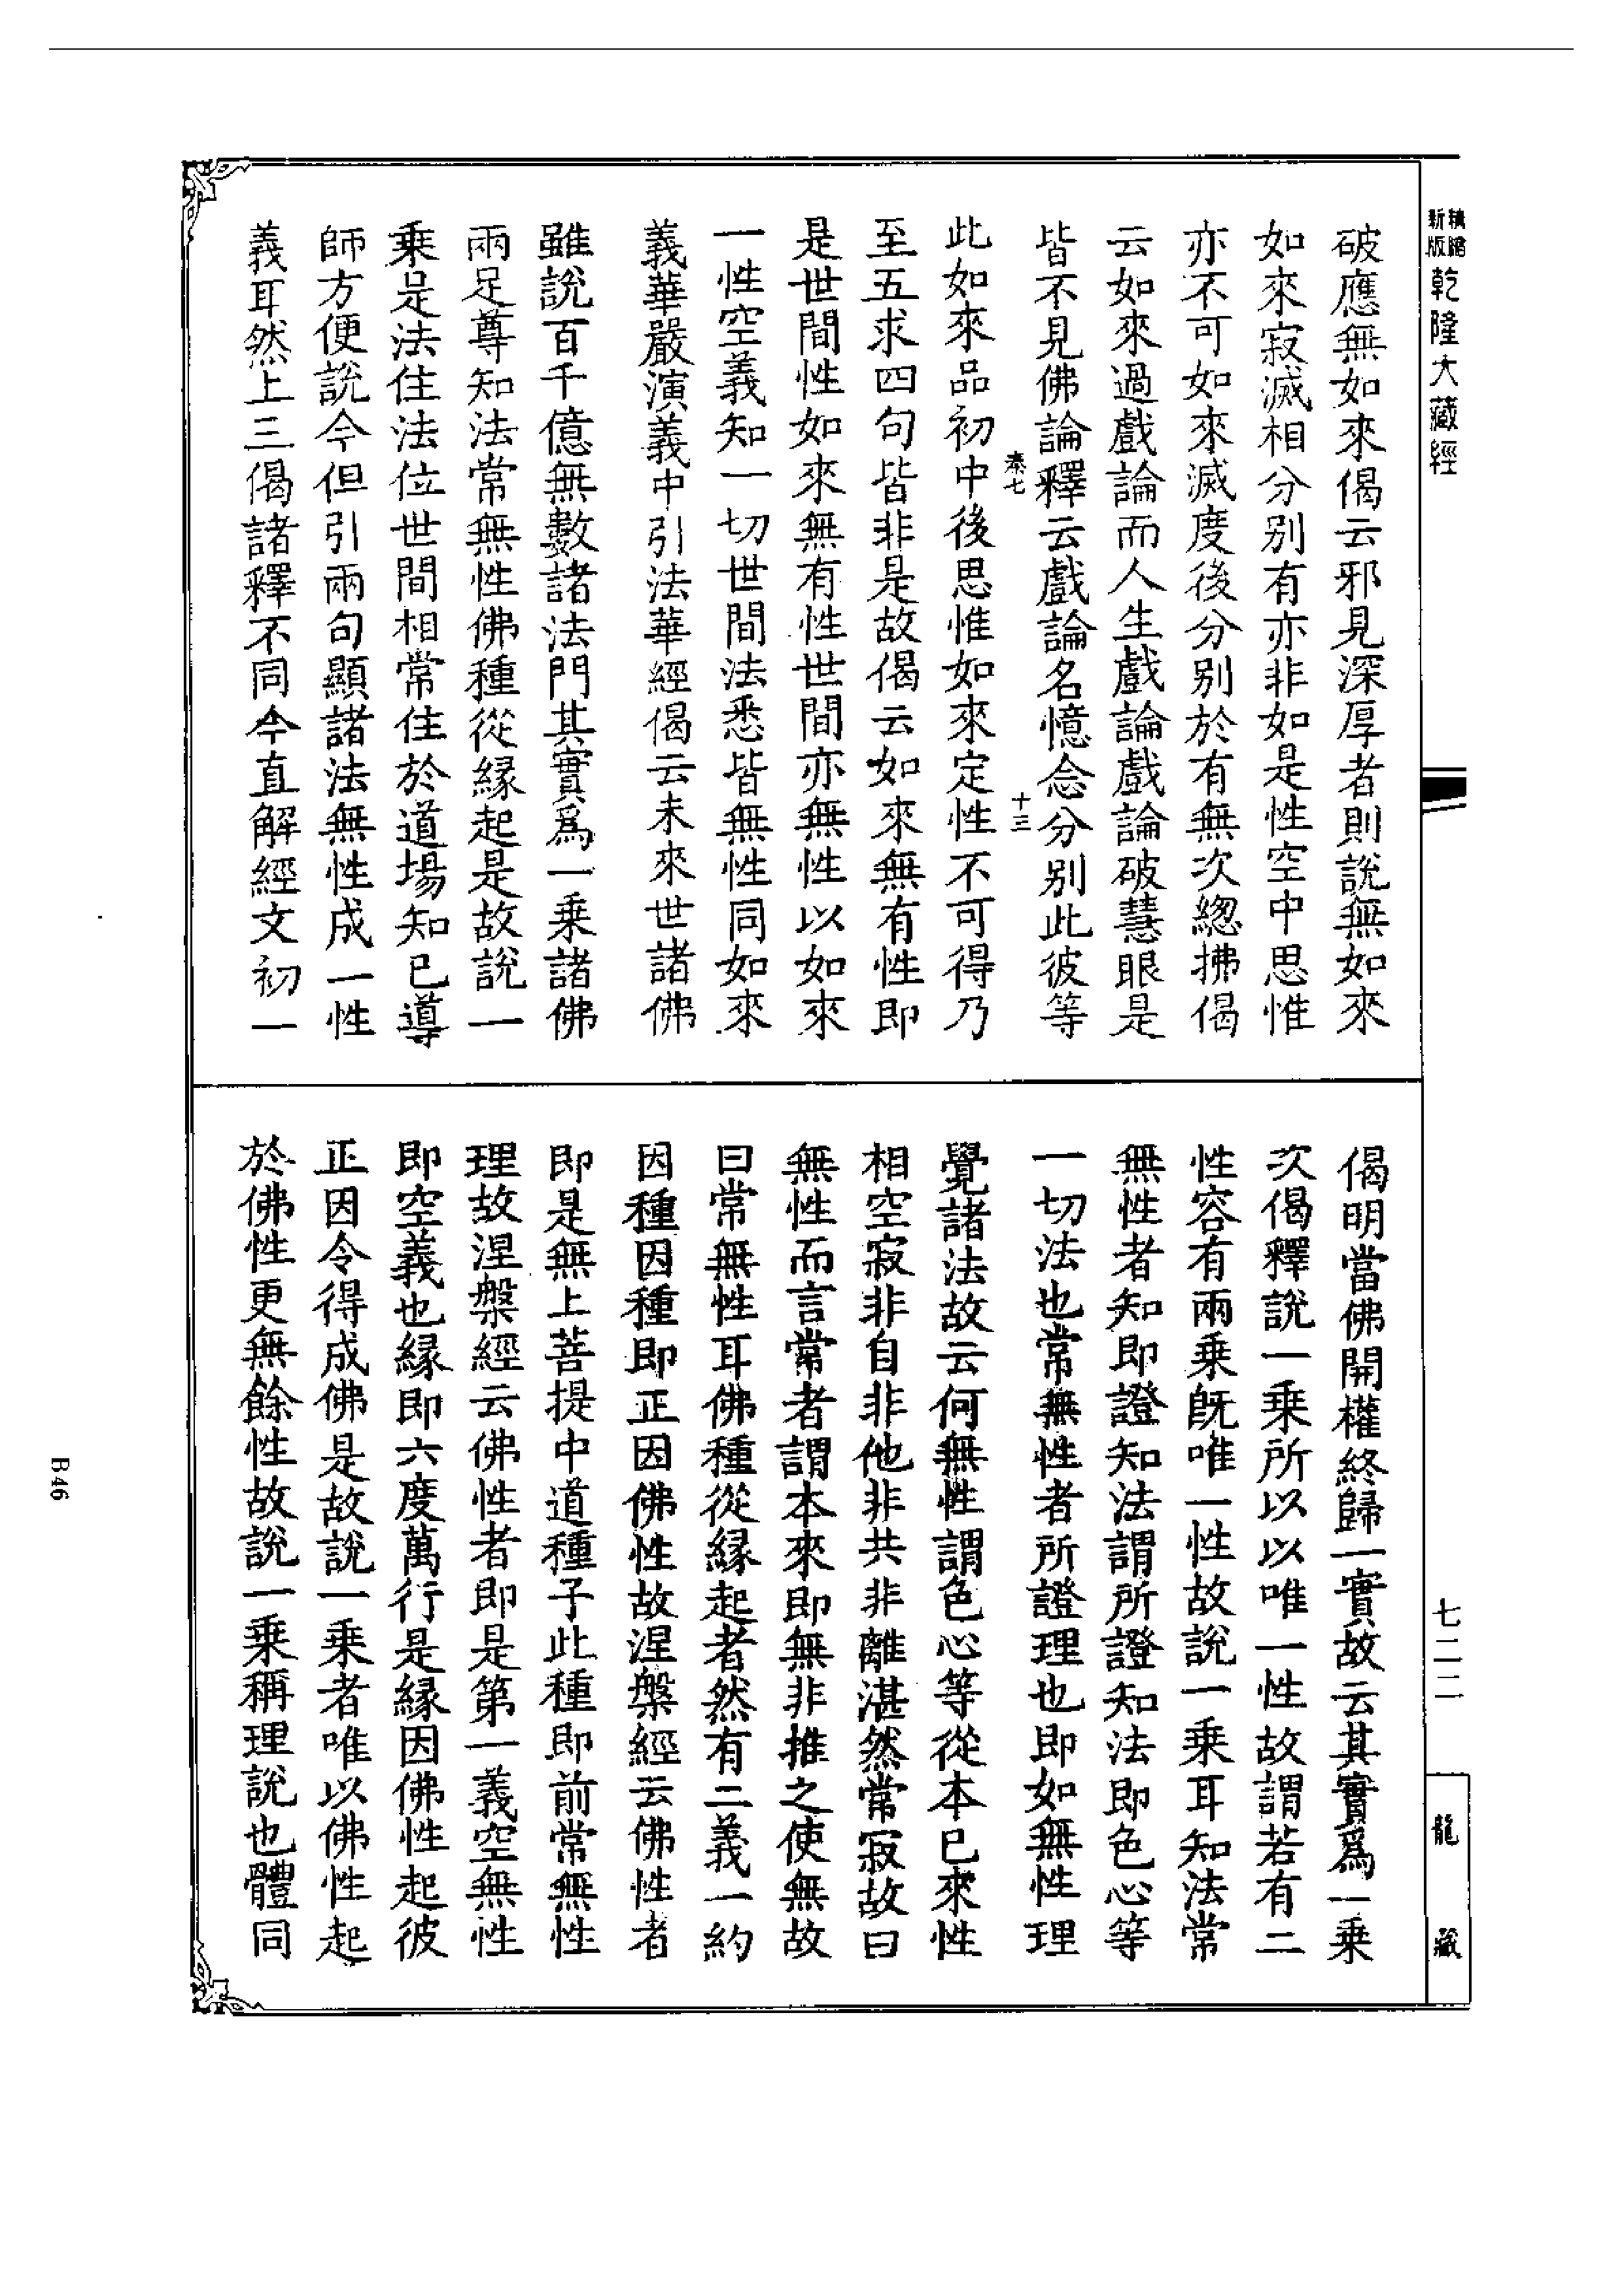 精繪新版
乾隆大藏經
破應無如來偈云邪見深厚者則說無如來
如來寂滅相分別有亦非如是性空中思惟
亦不可如來滅度後分別於有無次總拂偈
云如來過戲論而人生戲論戲論破慧眼是
皆不見佛論釋云戲論名憶念分別此彼等
秦七
十三
此如來品初中後思惟如來定性不可得乃
至五求四句皆非是故偈云如來無有性即
是世間性如來無有性世間亦無性以如來
一性空義知一切世間法悉皆無性同如來
義華嚴演義中引法華經偈云未來世諸佛
雖說百千億無數諸法門其實爲一乘諸佛
兩足尊知法常無性佛種從緣起是故說一
乘是法住法位世間相常住於道場知已導
師方便說今但引兩句顯諸法無性成一性
義耳然上三偈諸釋不同今直解經文初一
偈明當佛開權終歸一實故云其實爲一乘
次偈釋說一乘所以以唯一性故謂若有二
性容有兩乘旣唯一性故說一乘耳知法常
無性者知即證知法謂所證知法即色心等
一切法也常無性者所證理也即如無性理
覺諸法故云何無性謂色心等從本已來性
相空寂非自非他非共非離湛然常寂故曰
無性而言常者謂本來即無非推之使無故
曰常無性耳佛種從緣起者然有二義一約
因種因種即正因佛性故涅槃經云佛性者
即是無上菩提中道種子此種即前常無性
理故涅槃經云佛性者即是第一義空無性
即空義也緣即六度萬行是緣因佛性起彼
正因令得成佛是故說一乘者唯以佛性起
於佛性更無餘性故說一乘稱理說也體同
七二二
龍藏
B46